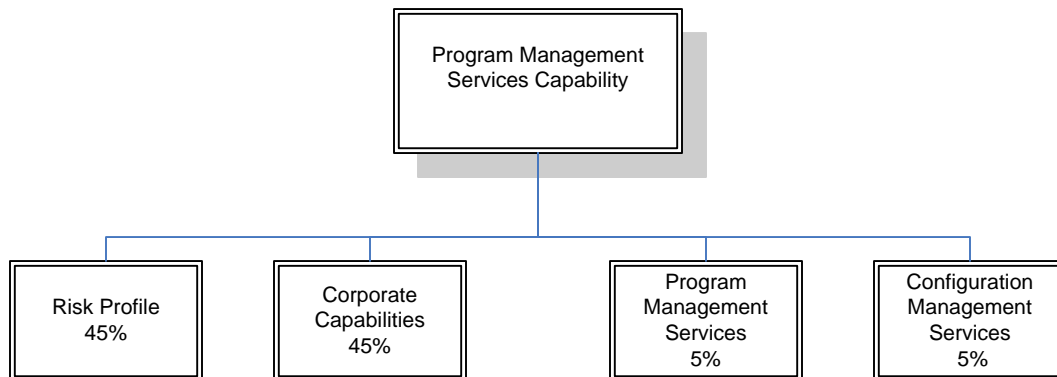 Program Management
Services Capability
Risk Profile
45%
Corporate
Capabilities
45%
Program
Management
Services
5%
Configuration
Management
Services
5%